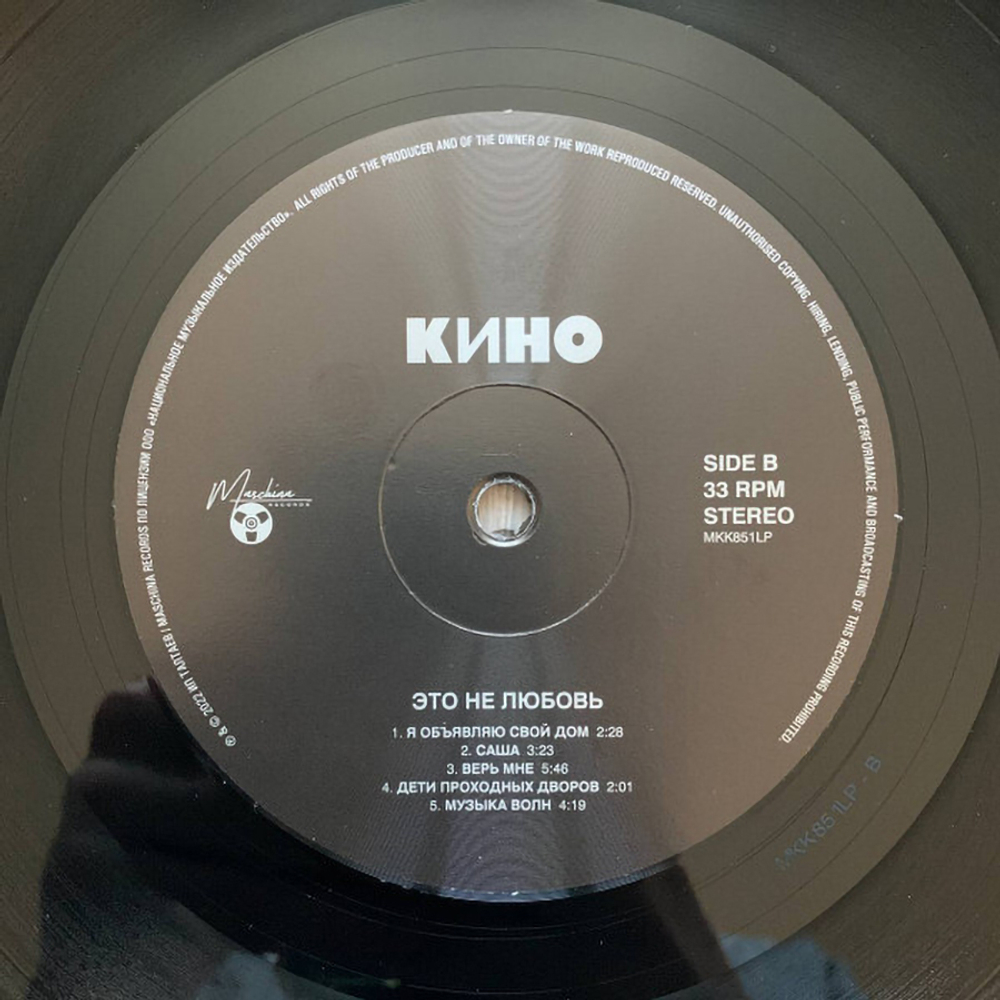 ℗ & © 2022 ИП ТАЛТАЕВ / MASCHINA RECORDS ПО ЛИЦЕНЗИИ ООО «НАЦИОНАЛЬНОЕ МУЗЫКАЛЬНОЕ ИЗДАТЕЛЬСТВО». ALL RIGHTS OF THE PRODUCER AND OF THE OWNER OF THE WORK REPRODUCED RESERVED. UNAUTHORISED COPYING, HIRING, LENDING, PUBLIC PERFORMANCE AND BROADCASTING OF THIS RECORDING PROHIBITED.
КИНО
Maschina
RECORDS
SIDE B
33 RPM
STEREO
MKK851LP
ЭТО НЕ ЛЮБОВЬ
1. Я ОБЪЯВЛЯЮ СВОЙ ДОМ 2:28
2. САША 3:23
3. ВЕРЬ МНЕ 5:46
4. ДЕТИ ПРОХОДНЫХ ДВОРОВ 2:01
5. МУЗЫКА ВОЛН 4:19
MKK851LP - B